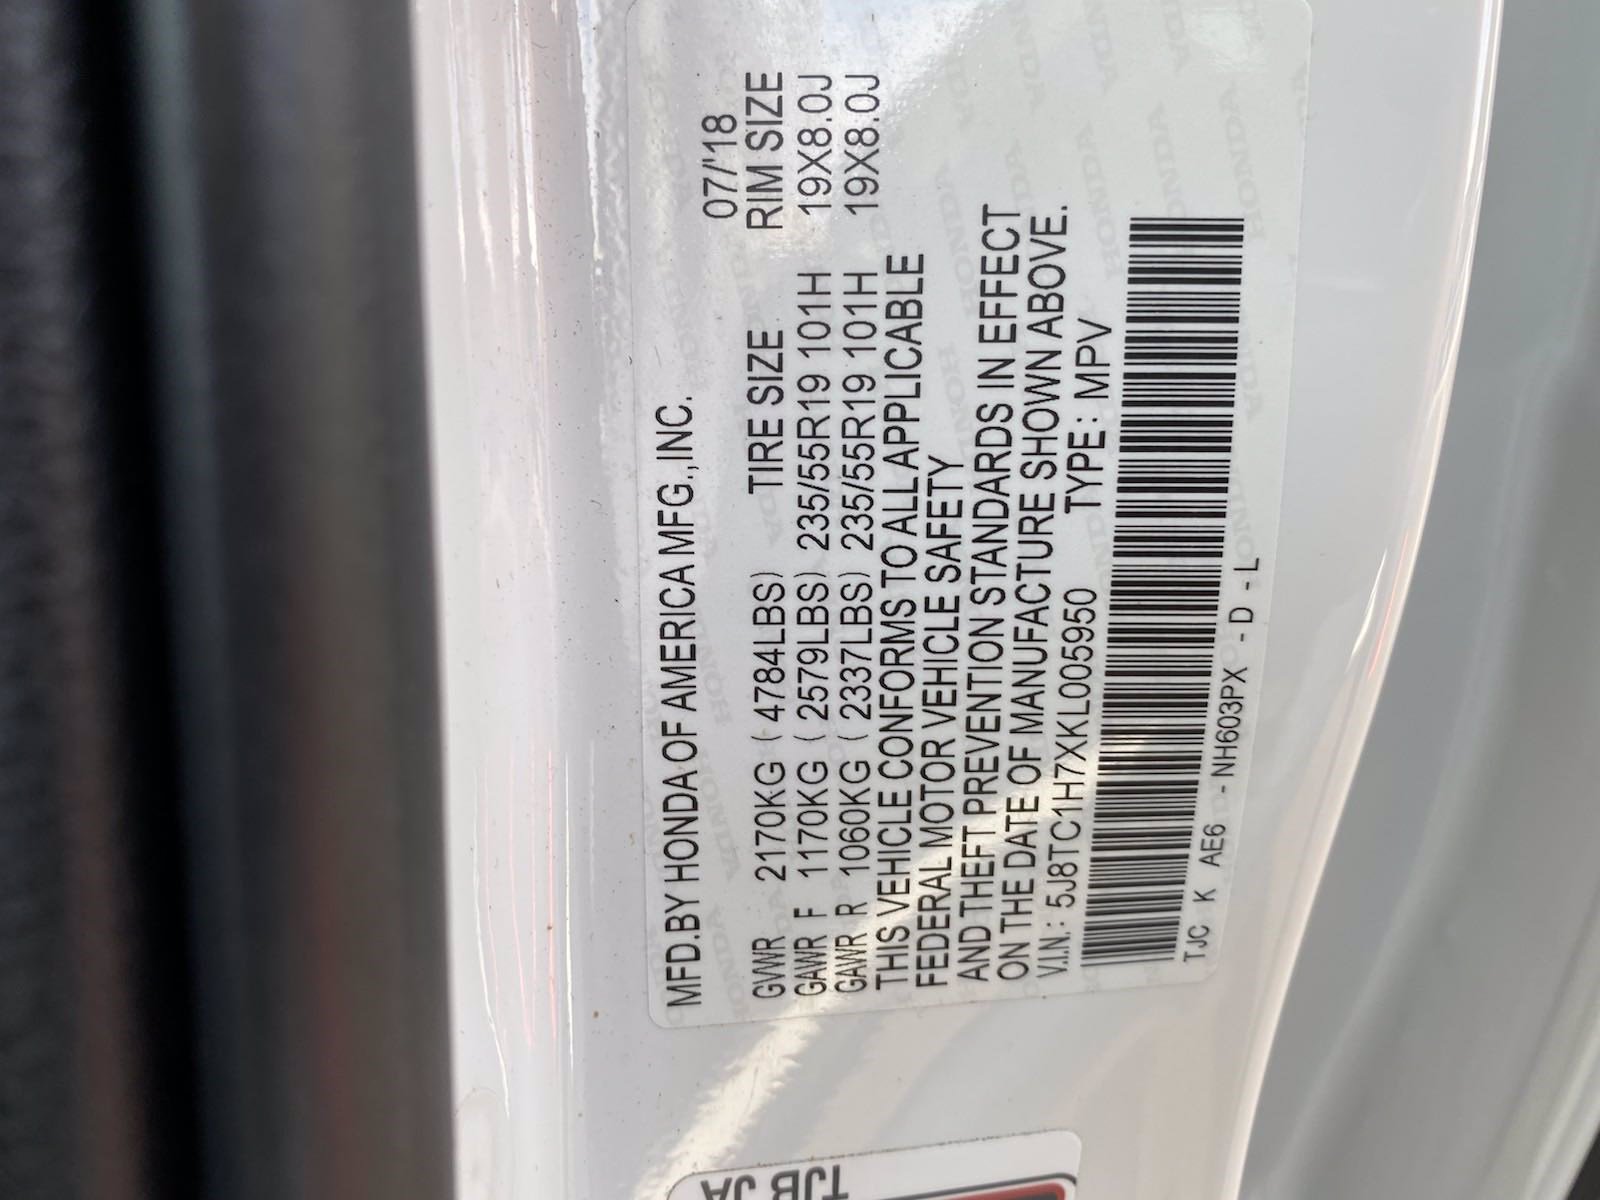 MFD.BY HONDA OF AMERICA MFG.,INC. 07/'18
GVWR 2170KG ( 4784LBS) TIRE SIZE RIM SIZE
GAWR F 1170KG ( 2579LBS) 235/55R19 101H 19X8.0J
GAWR R 1060KG ( 2337LBS) 235/55R19 101H 19X8.0J
THIS VEHICLE CONFORMS TO ALL APPLICABLE
FEDERAL MOTOR VEHICLE SAFETY
AND THEFT PREVENTION STANDARDS IN EFFECT
ON THE DATE OF MANUFACTURE SHOWN ABOVE.
V.I.N.: 5J8TC1H7XKL005950 TYPE: MPV
TJC K AE6 - NH603PX - D - L
TJB JA